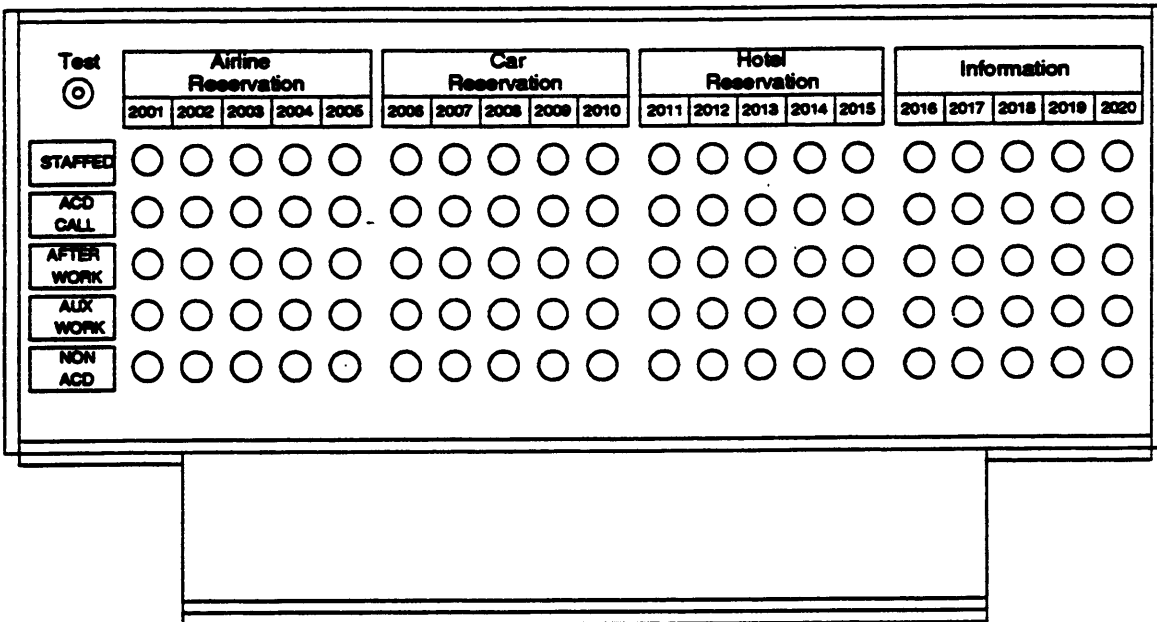 Test
Airline
Reservation
Car
Reservation
Hotel
Reservation
Information
2001 2002 2003 2004 2005 2006 2007 2008 2009 2010 2011 2012 2013 2014 2015 2016 2017 2018 2019 2020
STAFFED
ACD
CALL
AFTER
WORK
AUX
WORK
NON
ACD